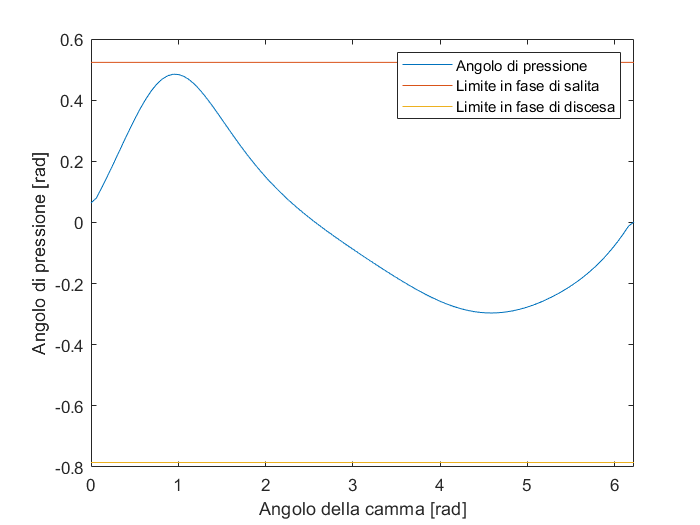 0.6
0.4
0.2
0
-0.2
-0.4
-0.6
-0.8
Angolo di pressione [rad]
Angolo di pressione
Limite in fase di salita
Limite in fase di discesa
0 1 2 3 4 5 6
Angolo della camma [rad]